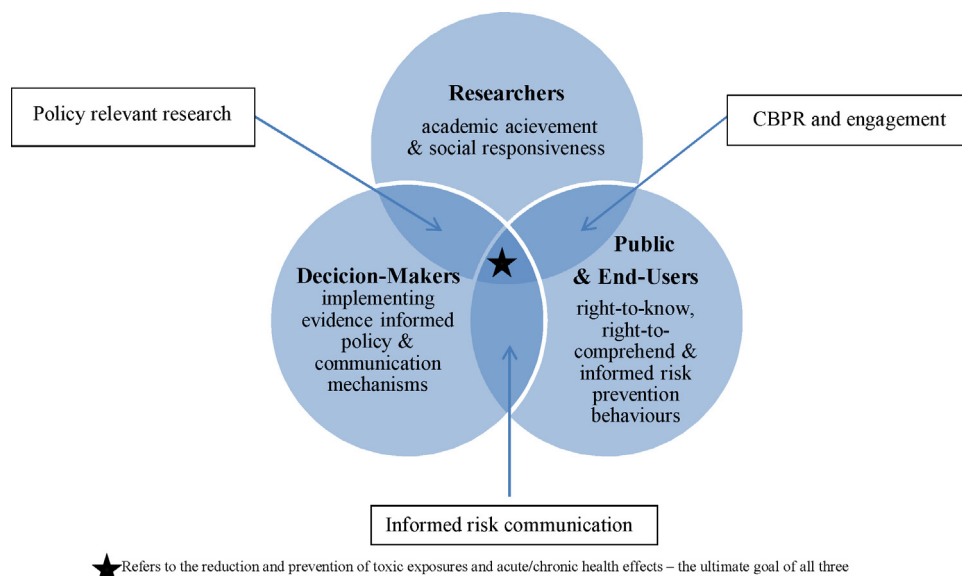 Researchers
academic acievement
& social responsiveness
Policy relevant research
CBPR and engagement
Decicion-Makers
implementing
evidence informed
policy &
communication
mechanisms
Public
& End-Users
right-to-know,
right-to-
comprehend &
informed risk
prevention
behaviours
Informed risk communication
Refers to the reduction and prevention of toxic exposures and acute/chronic health effects – the ultimate goal of all three